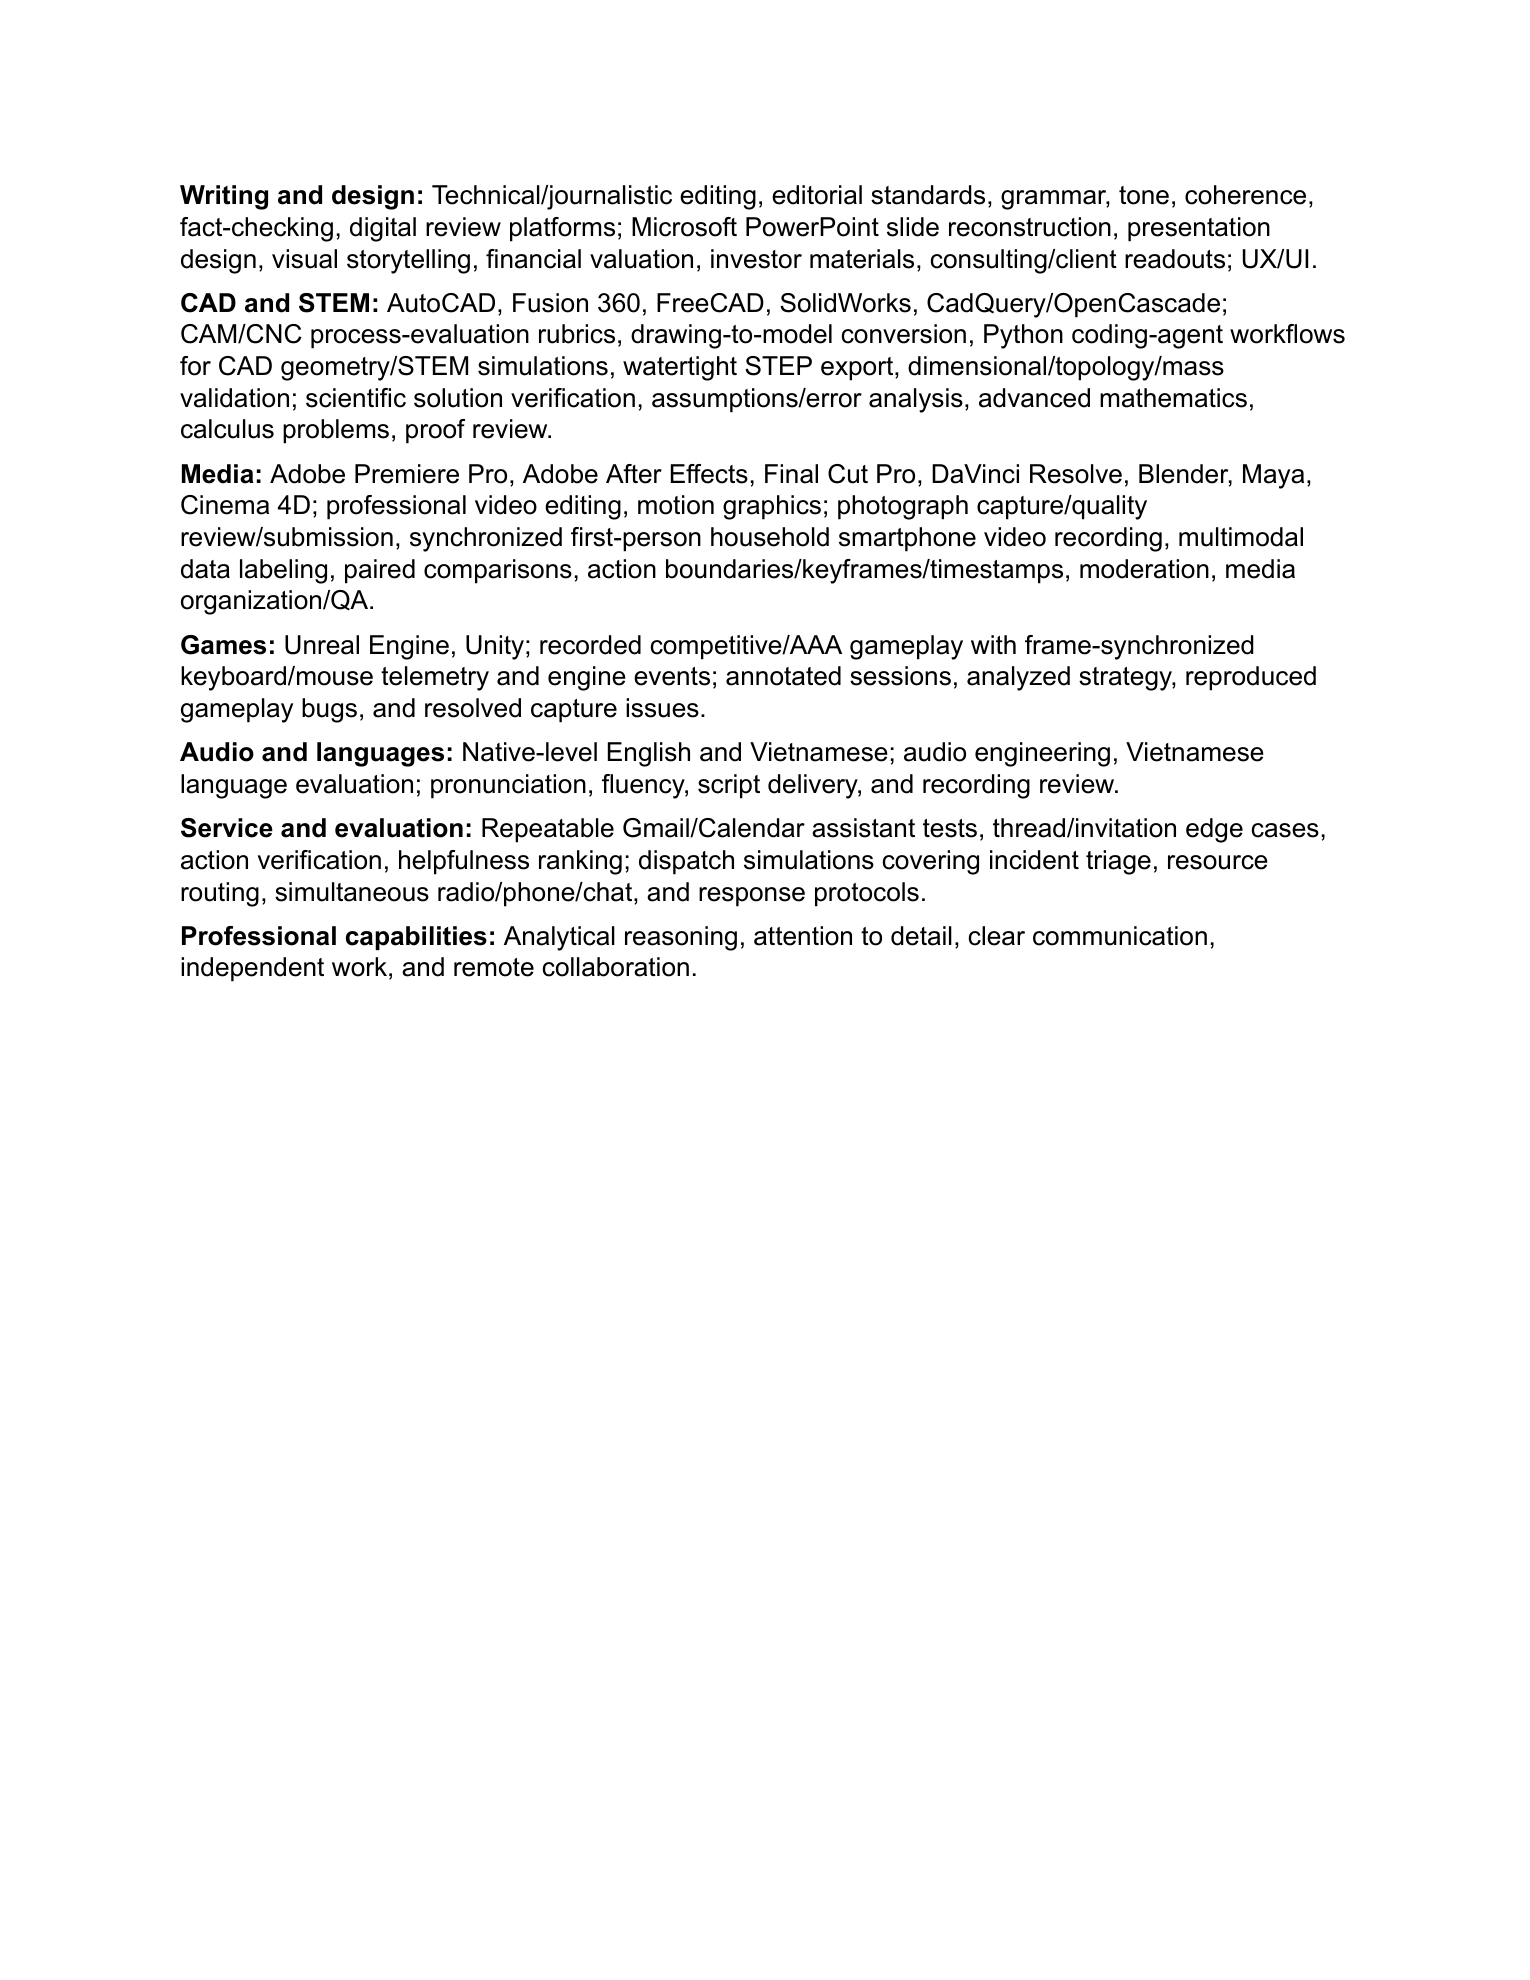 Writing and design: Technical/journalistic editing, editorial standards, grammar, tone, coherence,
fact-checking, digital review platforms; Microsoft PowerPoint slide reconstruction, presentation
design, visual storytelling, financial valuation, investor materials, consulting/client readouts; UX/UI.
CAD and STEM: AutoCAD, Fusion 360, FreeCAD, SolidWorks, CadQuery/OpenCascade;
CAM/CNC process-evaluation rubrics, drawing-to-model conversion, Python coding-agent workflows
for CAD geometry/STEM simulations, watertight STEP export, dimensional/topology/mass
validation; scientific solution verification, assumptions/error analysis, advanced mathematics,
calculus problems, proof review.
Media: Adobe Premiere Pro, Adobe After Effects, Final Cut Pro, DaVinci Resolve, Blender, Maya,
Cinema 4D; professional video editing, motion graphics; photograph capture/quality
review/submission, synchronized first-person household smartphone video recording, multimodal
data labeling, paired comparisons, action boundaries/keyframes/timestamps, moderation, media
organization/QA.
Games: Unreal Engine, Unity; recorded competitive/AAA gameplay with frame-synchronized
keyboard/mouse telemetry and engine events; annotated sessions, analyzed strategy, reproduced
gameplay bugs, and resolved capture issues.
Audio and languages: Native-level English and Vietnamese; audio engineering, Vietnamese
language evaluation; pronunciation, fluency, script delivery, and recording review.
Service and evaluation: Repeatable Gmail/Calendar assistant tests, thread/invitation edge cases,
action verification, helpfulness ranking; dispatch simulations covering incident triage, resource
routing, simultaneous radio/phone/chat, and response protocols.
Professional capabilities: Analytical reasoning, attention to detail, clear communication,
independent work, and remote collaboration.